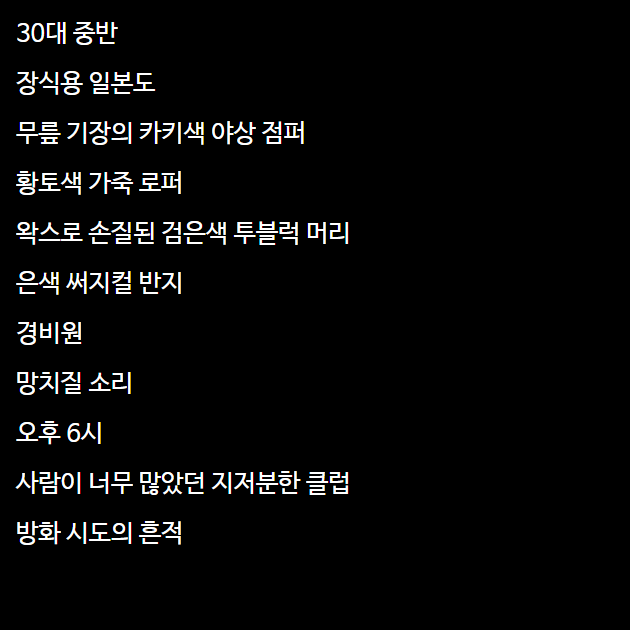 30대 중반
장식용 일본도
무릎 기장의 카키색 야상 점퍼
황토색 가죽 로퍼
왁스로 손질된 검은색 투블럭 머리
은색 써지컬 반지
경비원
망치질 소리
오후 6시
사람이 너무 많았던 지저분한 클럽
방화 시도의 흔적